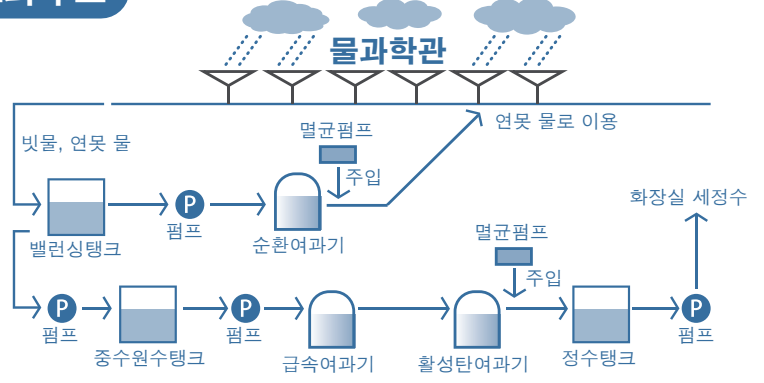 물과학관
연못 물로 이용
빗물, 연못 물
멸균펌프
주입
화장실 세정수
P
펌프
밸런싱탱크
순환여과기
멸균펌프
주입
P
P
P
펌프
펌프
펌프
중수원수탱크
급속여과기
활성탄여과기
정수탱크